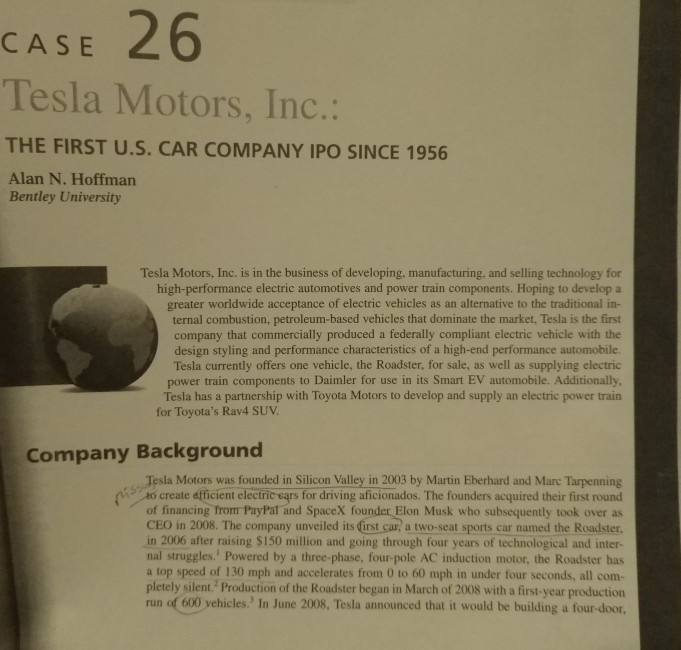 CASE 26
Tesla Motors, Inc.:
THE FIRST U.S. CAR COMPANY IPO SINCE 1956
Alan N. Hoffman
Bentley University
Tesla Motors, Inc. is in the business of developing, manufacturing, and selling technology for
high-performance electric automotives and power train components. Hoping to develop a
greater worldwide acceptance of electric vehicles as an alternative to the traditional in-
ternal combustion, petroleum-based vehicles that dominate the market, Tesla is the first
company that commercially produced a federally compliant electric vehicle with the
design styling and performance characteristics of a high-end performance automobile.
Tesla currently offers one vehicle, the Roadster, for sale, as well as supplying electric
power train components to Daimler for use in its Smart EV automobile. Additionally,
Tesla has a partnership with Toyota Motors to develop and supply an electric power train
for Toyota's Rav4 SUV.
Company Background
Tesla Motors was founded in Silicon Valley in 2003 by Martin Eberhard and Marc Tarpenning
to create efficient electric cars for driving aficionados. The founders acquired their first round
of financing from PayPal and SpaceX founder Elon Musk who subsequently took over as
CEO in 2008. The company unveiled its first car, a two-seat sports car named the Roadster,
in 2006 after raising $150 million and going through four years of technological and inter-
nal struggles.1 Powered by a three-phase, four-pole AC induction motor, the Roadster has
a top speed of 130 mph and accelerates from 0 to 60 mph in under four seconds, all com-
pletely silent.2 Production of the Roadster began in March of 2008 with a first-year production
run of 600 vehicles.3 In June 2008, Tesla announced that it would be building a four-door,